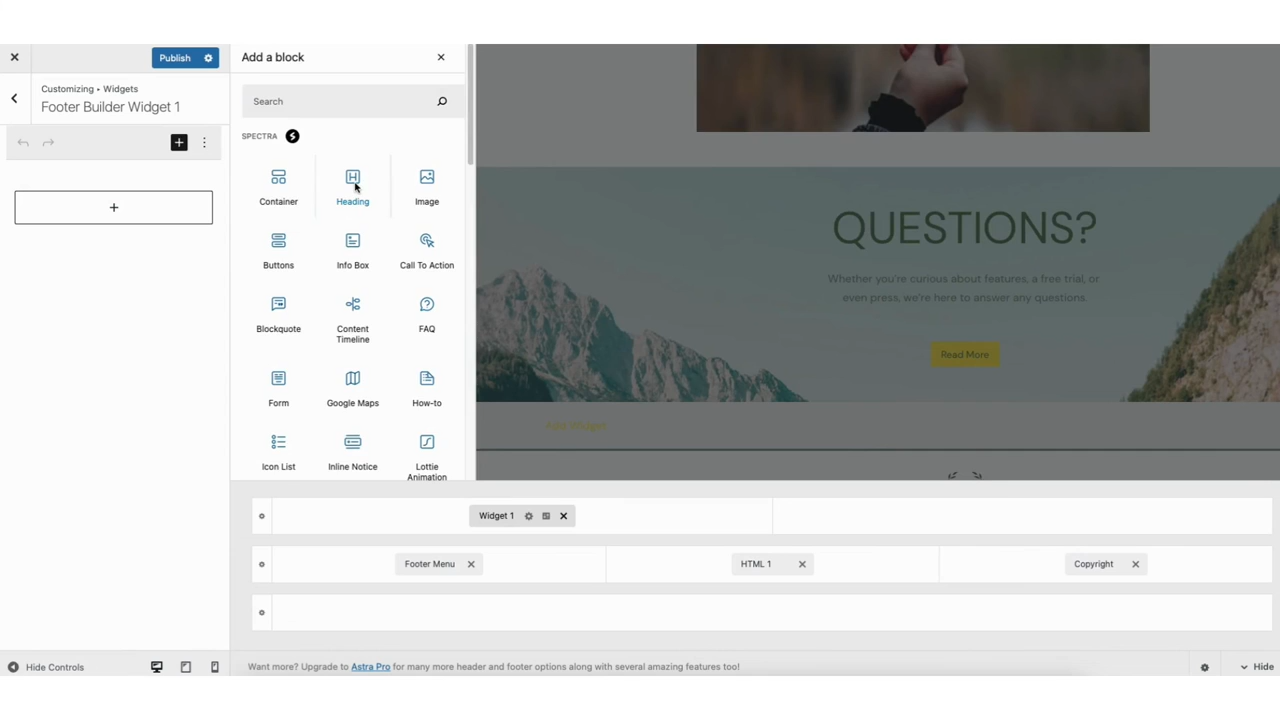 Publish
Customizing • Widgets
Footer Builder Widget 1
Add a block
Search
SPECTRA
Container
Heading
Image
Buttons
Info Box
Call To Action
Blockquote
Content
Timeline
FAQ
Form
Google Maps
How-to
Icon List
Inline Notice
Lottie
Animation
QUESTIONS?
Whether you're curious about features, a free trial, or
even press, we're here to answer any questions.
Read More
Add Widget
Widget 1
Footer Menu
HTML 1
Copyright
Hide Controls
Want more? Upgrade to Astra Pro for many more header and footer options along with several amazing features too!
Hide